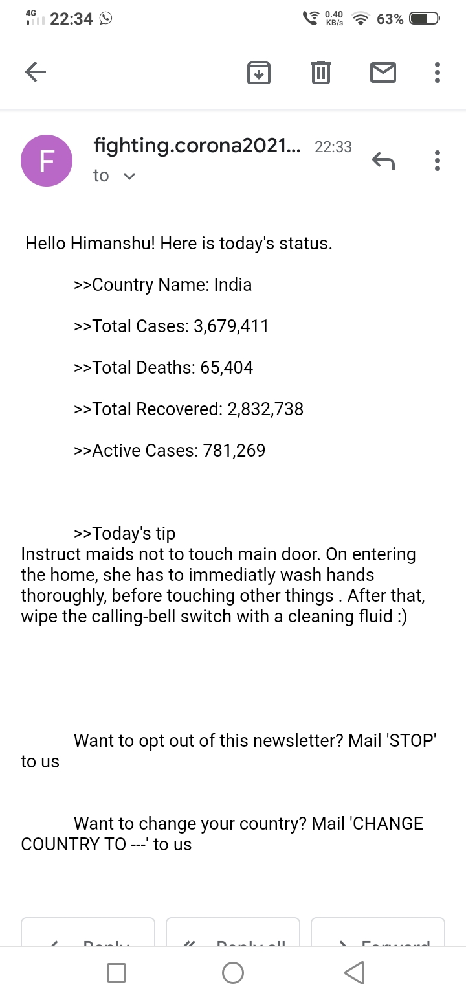 4G 22:34 0.40 KB/s 63%
fighting.corona2021... 22:33
to
F
Hello Himanshu! Here is today's status.
>>Country Name: India
>>Total Cases: 3,679,411
>>Total Deaths: 65,404
>>Total Recovered: 2,832,738
>>Active Cases: 781,269
>>Today's tip
Instruct maids not to touch main door. On entering
the home, she has to immediatly wash hands
thoroughly, before touching other things . After that,
wipe the calling-bell switch with a cleaning fluid :)
Want to opt out of this newsletter? Mail 'STOP'
to us
Want to change your country? Mail 'CHANGE
COUNTRY TO ---' to us
Reply Reply all Forward